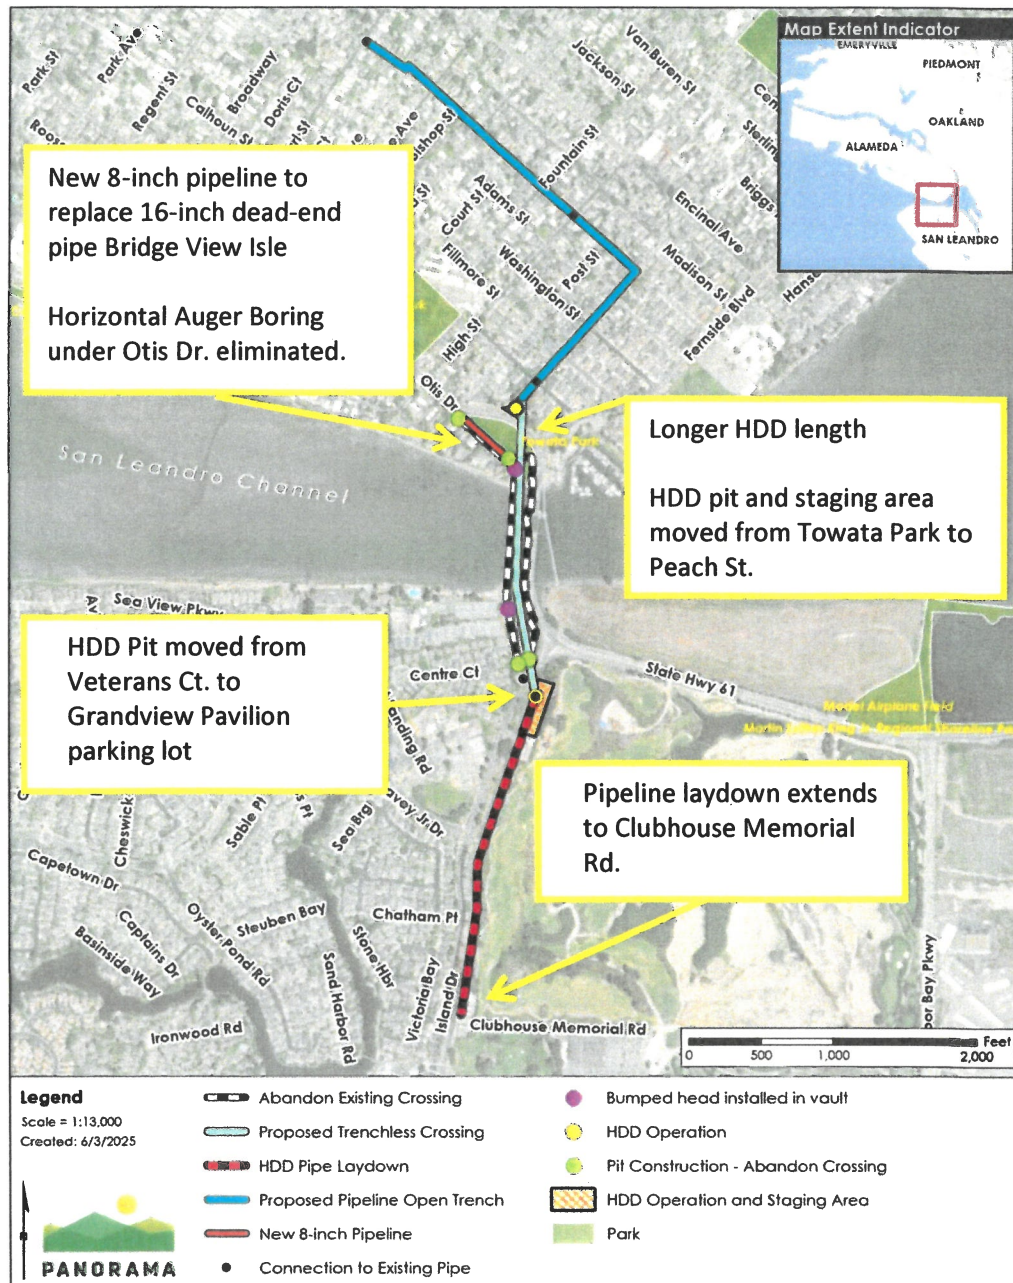 Map Extent Indicator
EMERYVILLE
PIEDMONT
OAKLAND
ALAMEDA
SAN LEANDRO
Park St
Park Av
Regent St
Broadway
Doris Ct
Calhoun St
Jackson St
Van Buren St
Fountain St
Adams St
Court St
Fillmore St
Washington St
Post St
High St
Encinal Ave
Madison St
Fernside Blvd
Otis Dr
New 8-inch pipeline to
replace 16-inch dead-end
pipe Bridge View Isle
Horizontal Auger Boring
under Otis Dr. eliminated.
Longer HDD length
HDD pit and staging area
moved from Towata Park to
Peach St.
Towata Park
San Leandro Channel
Sea View Pkwy
HDD Pit moved from
Veterans Ct. to
Grandview Pavilion
parking lot
Centre Ct
State Hwy 61
Model Airplane Field
Pipeline laydown extends
to Clubhouse Memorial
Rd.
Cheswick
Sable Pt
Sea Brg
Capetown Dr
Captains Dr
Basinside Way
Oyster Pond Rd
Steuben Bay
Stone Hbr
Sand Harbor Rd
Ironwood Rd
Chatham Pt
Victoria Bay
Island Dr
Clubhouse Memorial Rd
or Bay Pkwy
Feet
0 500 1,000 2,000
Legend
Scale = 1:13,000
Created: 6/3/2025
PANORAMA
Abandon Existing Crossing
Proposed Trenchless Crossing
HDD Pipe Laydown
Proposed Pipeline Open Trench
New 8-inch Pipeline
Connection to Existing Pipe
Bumped head installed in vault
HDD Operation
Pit Construction - Abandon Crossing
HDD Operation and Staging Area
Park